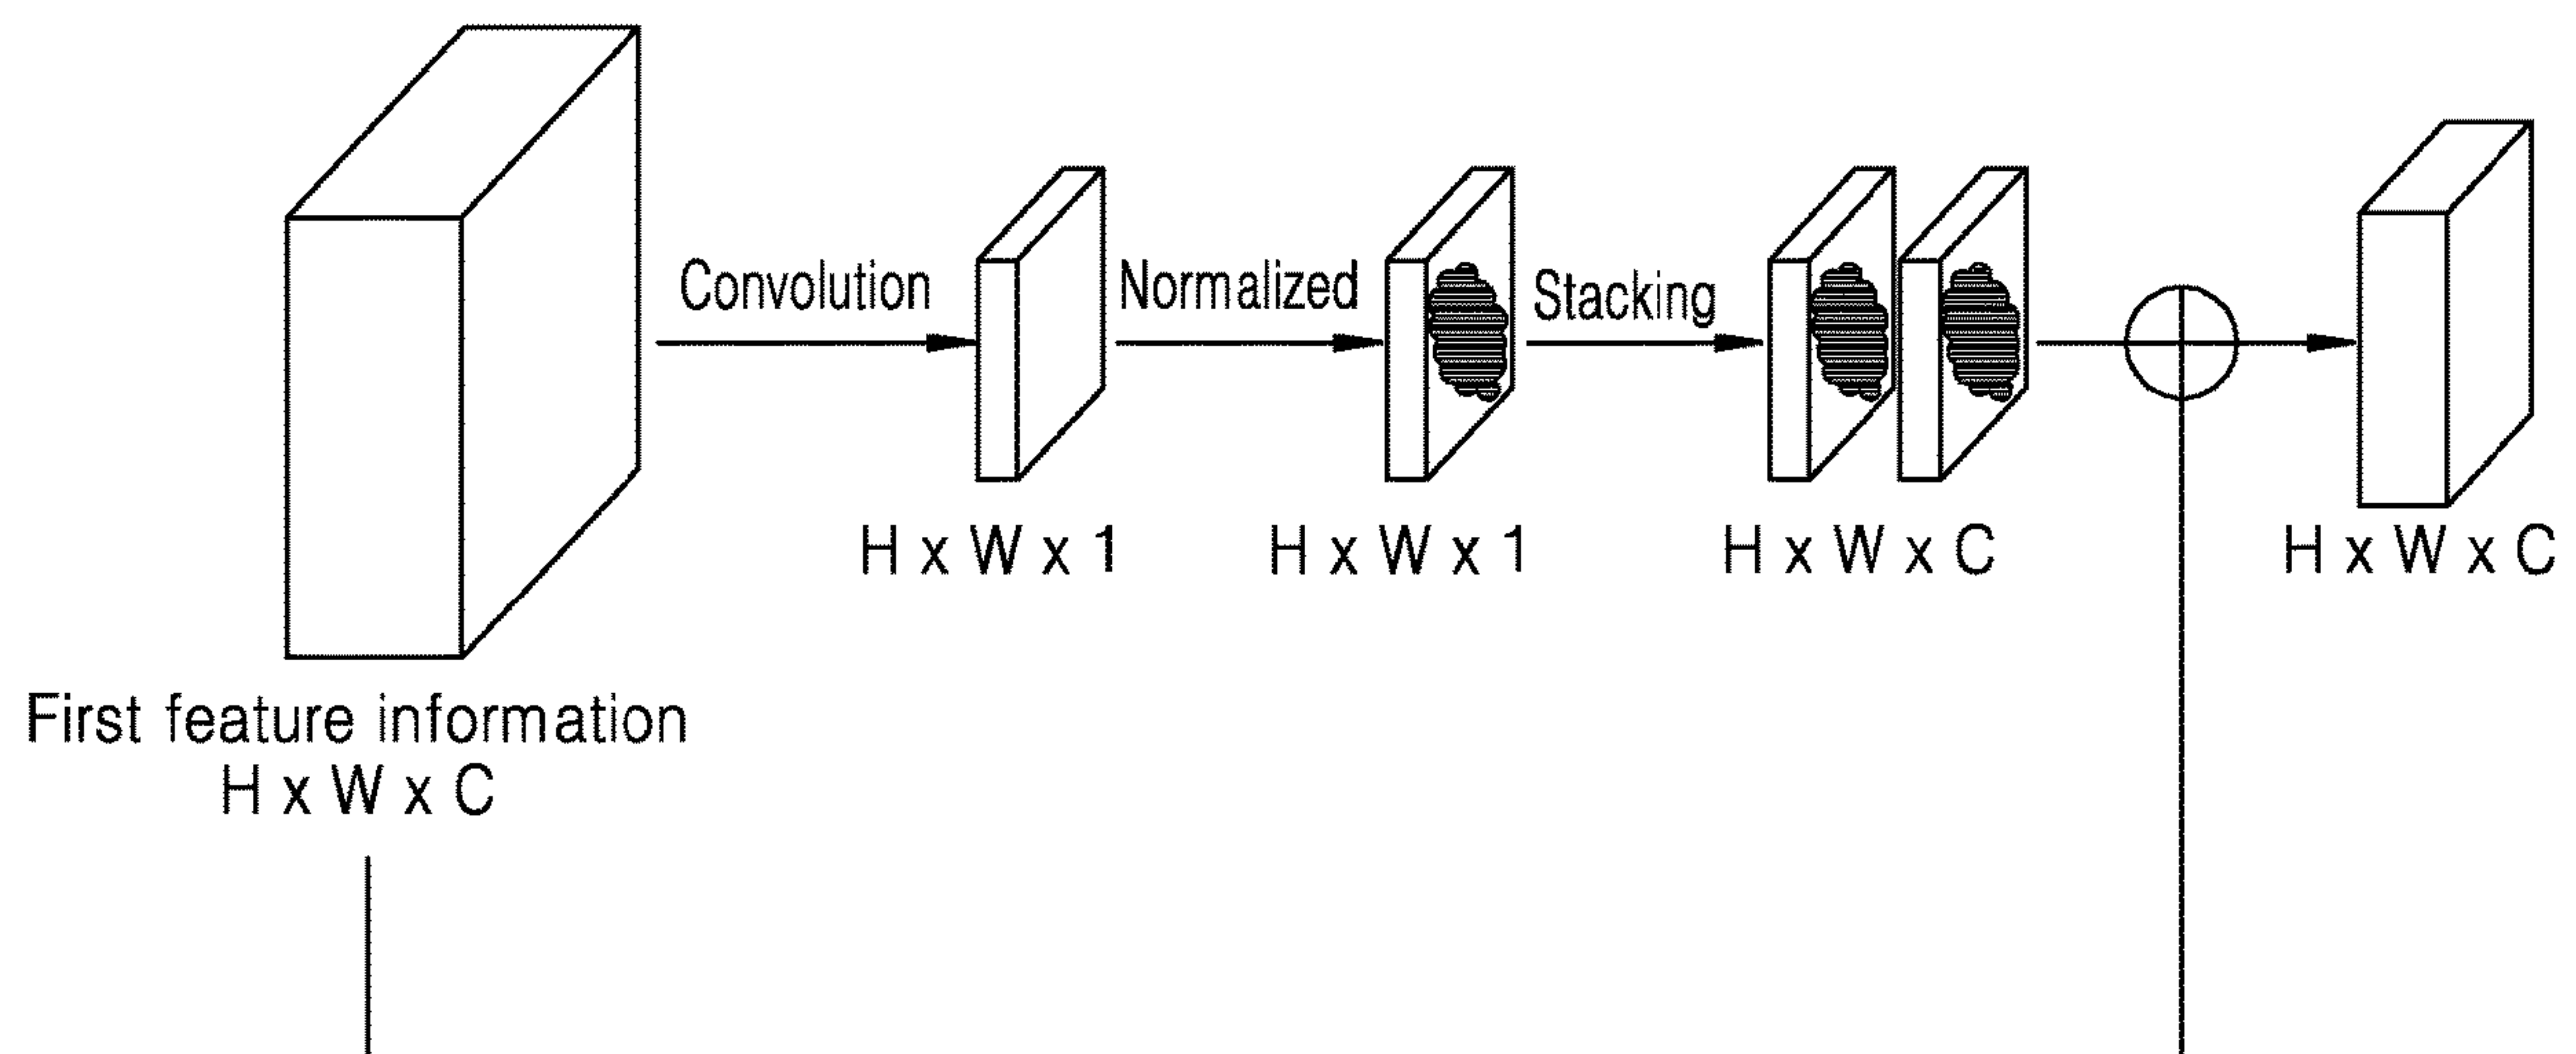 Convolution
Normalized
Stacking
H x W x 1
H x W x 1
H x W x C
H x W x C
First feature information
H x W x C